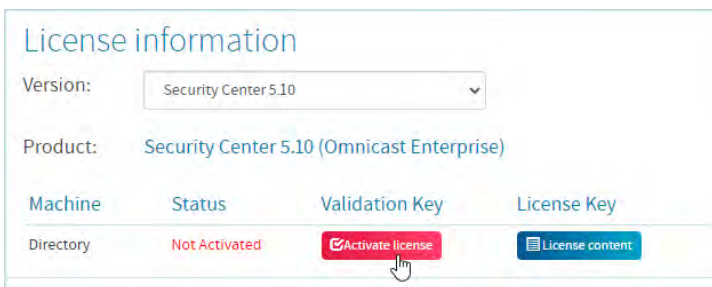 License information
Version: Security Center 5.10
Product: Security Center 5.10 (Omnicast Enterprise)
Machine Status Validation Key License Key
Directory Not Activated Activate license License content